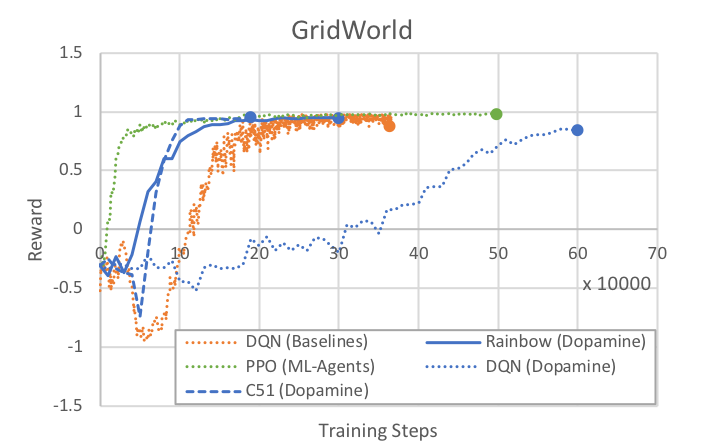 GridWorld
1.5
1
0.5
0
-0.5
-1
-1.5
Reward
0 10 20 30 40 50 60 70
x 10000
DQN (Baselines) Rainbow (Dopamine)
PPO (ML-Agents) DQN (Dopamine)
C51 (Dopamine)
Training Steps